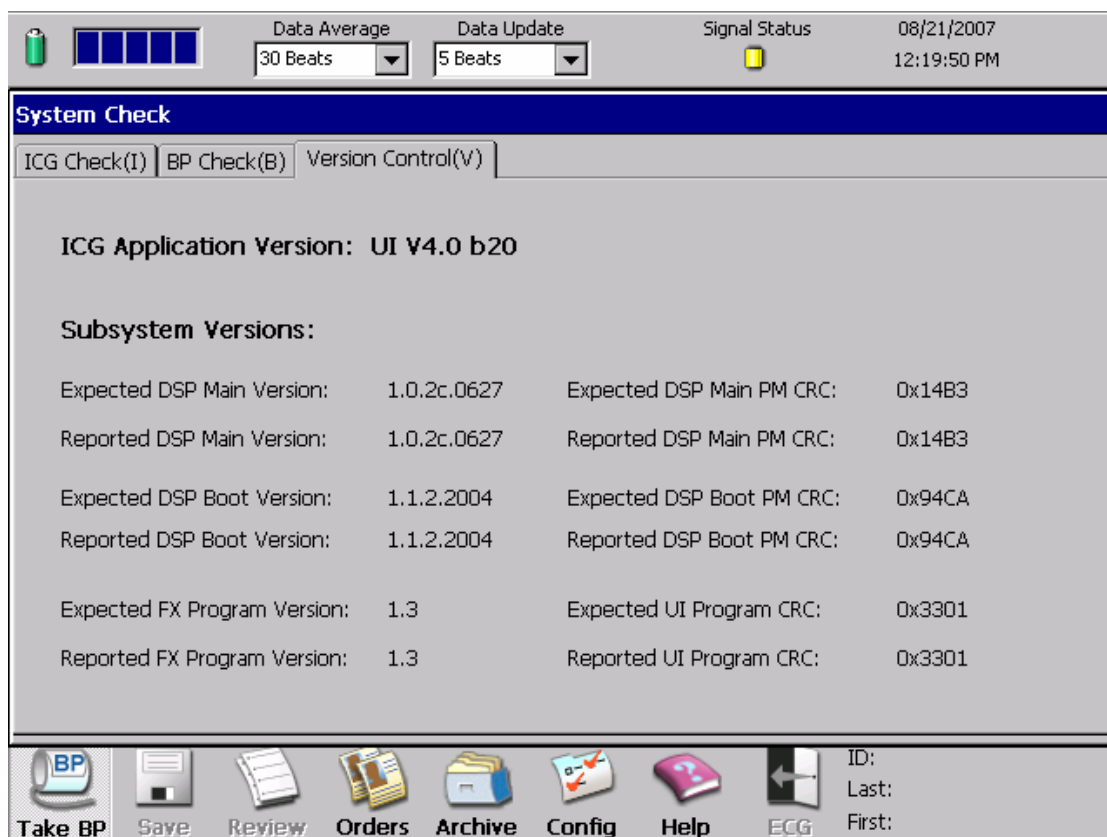 Data Average Data Update Signal Status 08/21/2007
30 Beats 5 Beats 12:19:50 PM
System Check
ICG Check(I) BP Check(B) Version Control(V)
ICG Application Version: UI V4.0 b20
Subsystem Versions:
Expected DSP Main Version: 1.0.2c.0627 Expected DSP Main PM CRC: 0x14B3
Reported DSP Main Version: 1.0.2c.0627 Reported DSP Main PM CRC: 0x14B3
Expected DSP Boot Version: 1.1.2.2004 Expected DSP Boot PM CRC: 0x94CA
Reported DSP Boot Version: 1.1.2.2004 Reported DSP Boot PM CRC: 0x94CA
Expected FX Program Version: 1.3 Expected UI Program CRC: 0x3301
Reported FX Program Version: 1.3 Reported UI Program CRC: 0x3301
BP
ID:
Last:
Take BP Save Review Orders Archive Config Help ECG First: